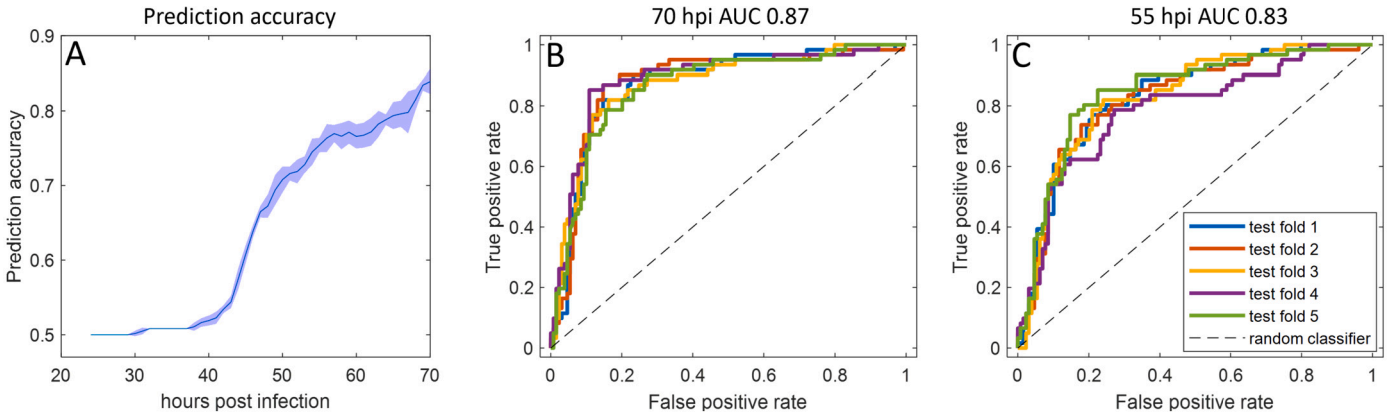 Prediction accuracy
A
Prediction accuracy
0.9
0.8
0.7
0.6
0.5
20 30 40 50 60 70
hours post infection
70 hpi AUC 0.87
B
True positive rate
1
0.8
0.6
0.4
0.2
0
0 0.2 0.4 0.6 0.8 1
False positive rate
55 hpi AUC 0.83
C
True positive rate
1
0.8
0.6
0.4
0.2
0
0 0.2 0.4 0.6 0.8 1
False positive rate
test fold 1
test fold 2
test fold 3
test fold 4
test fold 5
random classifier